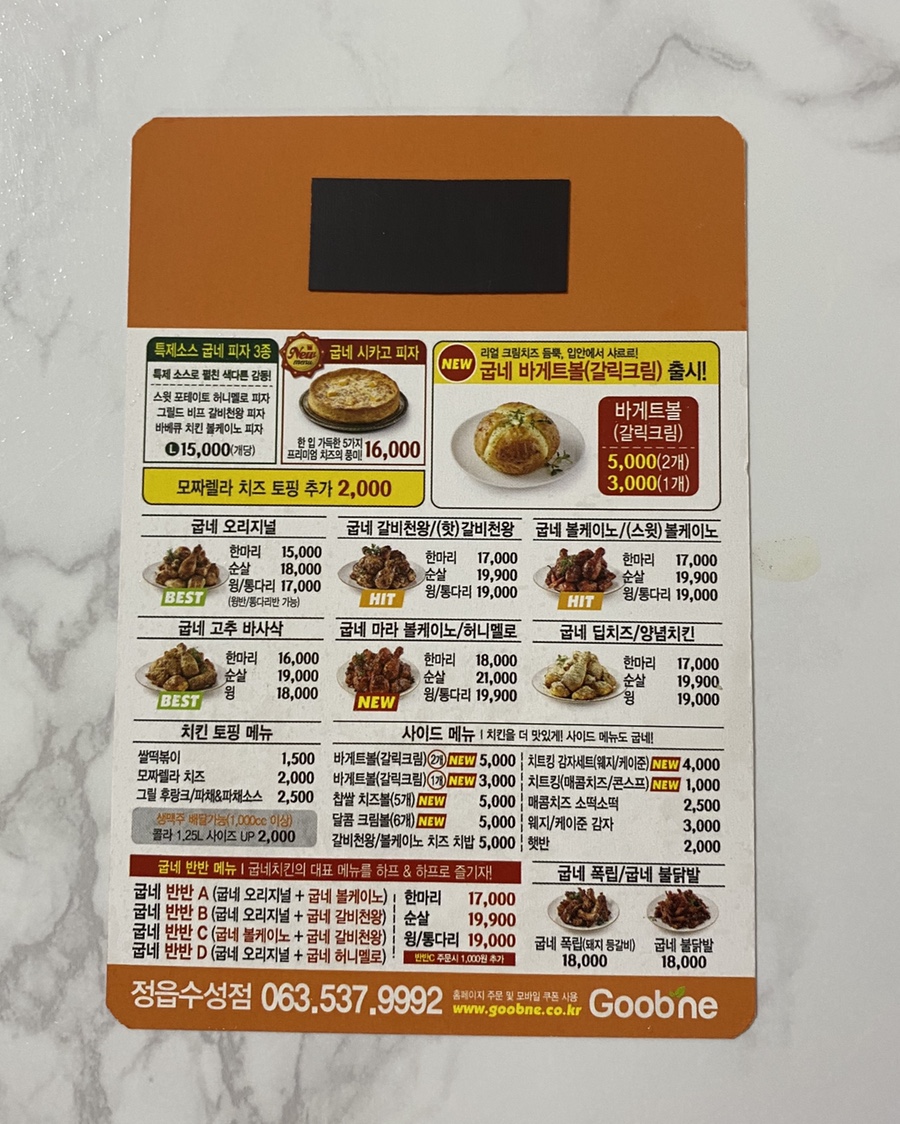 특제소스 굽네 피자 3종
특제 소스로 펼친 색다른 감동!
스윗 포테이토 허니멜로 피자
그릴드 비프 갈비천왕 피자
바베큐 치킨 볼케이노 피자
L 15,000(개당)
New menu
굽네 시카고 피자
한 입 가득한 5가지
프리미엄 치즈의 풍미!
16,000
모짜렐라 치즈 토핑 추가 2,000
NEW
리얼 크림치즈 듬뿍, 입안에서 샤르르!
굽네 바게트볼(갈릭크림) 출시!
바게트볼
(갈릭크림)
5,000(2개)
3,000(1개)
굽네 오리지널
한마리 15,000
순살 18,000
윙/통다리 17,000
(윙반/통다리반 가능)
BEST
굽네 갈비천왕/(핫)갈비천왕
한마리 17,000
순살 19,900
윙/통다리 19,000
HIT
굽네 볼케이노/(스윗)볼케이노
한마리 17,000
순살 19,900
윙/통다리 19,000
HIT
굽네 고추 바사삭
한마리 16,000
순살 19,000
윙 18,000
BEST
굽네 마라 볼케이노/허니멜로
한마리 18,000
순살 21,000
윙/통다리 19,900
NEW
굽네 딥치즈/양념치킨
한마리 17,000
순살 19,900
윙 19,000
치킨 토핑 메뉴
쌀떡볶이 1,500
모짜렐라 치즈 2,000
그릴 후랑크/파채&파채소스 2,500
생맥주 배달가능(1,000cc 이상)
콜라 1.25L 사이즈 UP 2,000
사이드 메뉴 | 치킨을 더 맛있게! 사이드 메뉴도 굽네!
바게트볼(갈릭크림) 2개 NEW 5,000
바게트볼(갈릭크림) 1개 NEW 3,000
찹쌀 치즈볼(5개) NEW 5,000
달콤 크림볼(6개) NEW 5,000
갈비천왕/볼케이노 치즈 치밥 5,000
치트킹 감자세트(웨지/케이준) NEW 4,000
치트킹(매콤치즈/콘스프) NEW 1,000
매콤치즈 소떡소떡 2,500
웨지/케이준 감자 3,000
햇반 2,000
굽네 반반 메뉴 | 굽네치킨의 대표 메뉴를 하프 & 하프로 즐기자!
굽네 반반 A (굽네 오리지널 + 굽네 볼케이노)
굽네 반반 B (굽네 오리지널 + 굽네 갈비천왕)
굽네 반반 C (굽네 볼케이노 + 굽네 갈비천왕)
굽네 반반 D (굽네 오리지널 + 굽네 허니멜로)
한마리 17,000
순살 19,900
윙/통다리 19,000
반반C 주문시 1,000원 추가
굽네 폭립/굽네 불닭발
굽네 폭립(돼지 등갈비)
18,000
굽네 불닭발
18,000
정읍수성점 063.537.9992
홈페이지 주문 및 모바일 쿠폰 사용
www.goobne.co.kr
Goobne